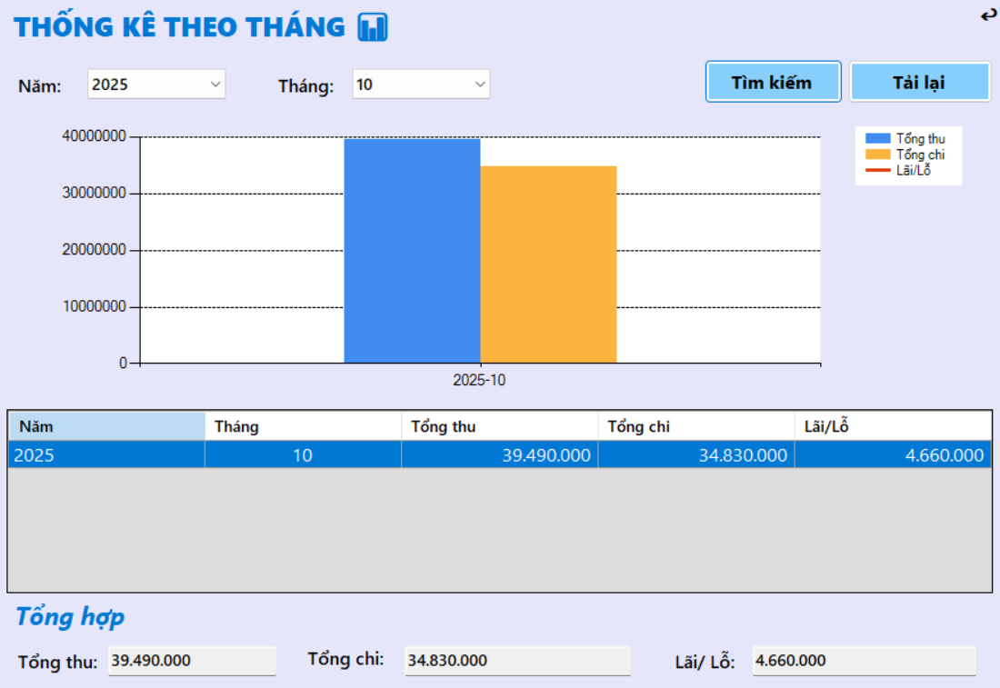 THỐNG KÊ THEO THÁNG
Năm: 2025 Tháng: 10 Tìm kiếm Tải lại
40000000
30000000
20000000
10000000
0
2025-10
Tổng thu
Tổng chi
Lãi/Lỗ
Năm Tháng Tổng thu Tổng chi Lãi/Lỗ
2025 10 39.490.000 34.830.000 4.660.000
Tổng hợp
Tổng thu: 39.490.000 Tổng chi: 34.830.000 Lãi/ Lỗ: 4.660.000